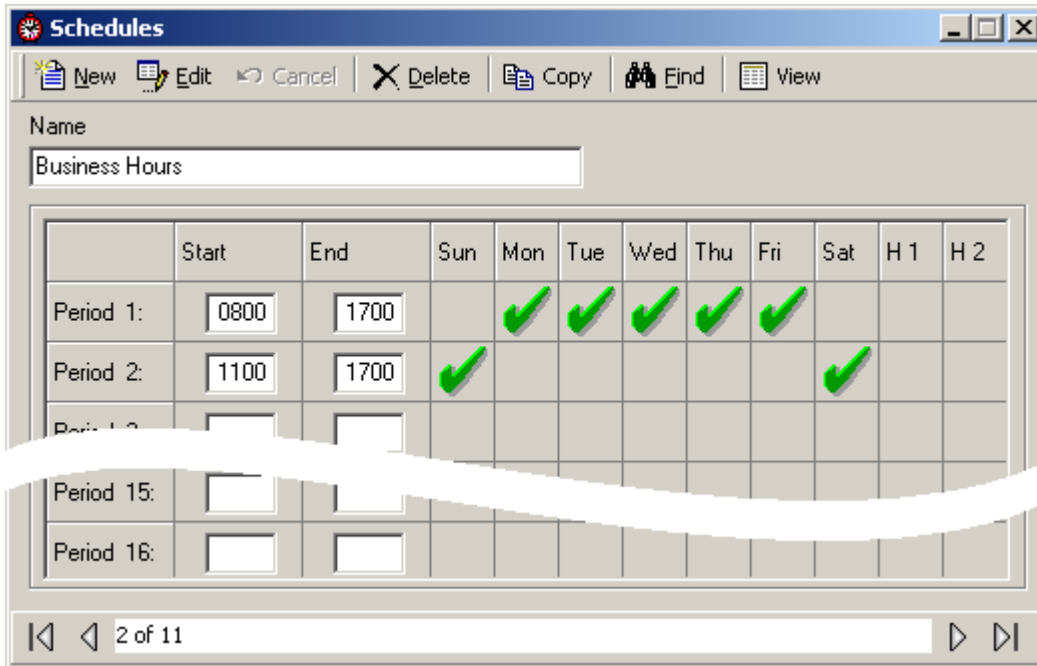 Schedules
New Edit Cancel Delete Copy Find View
Name
Business Hours
Start End Sun Mon Tue Wed Thu Fri Sat H 1 H 2
Period 1: 0800 1700
Period 2: 1100 1700
Period 15:
Period 16:
2 of 11